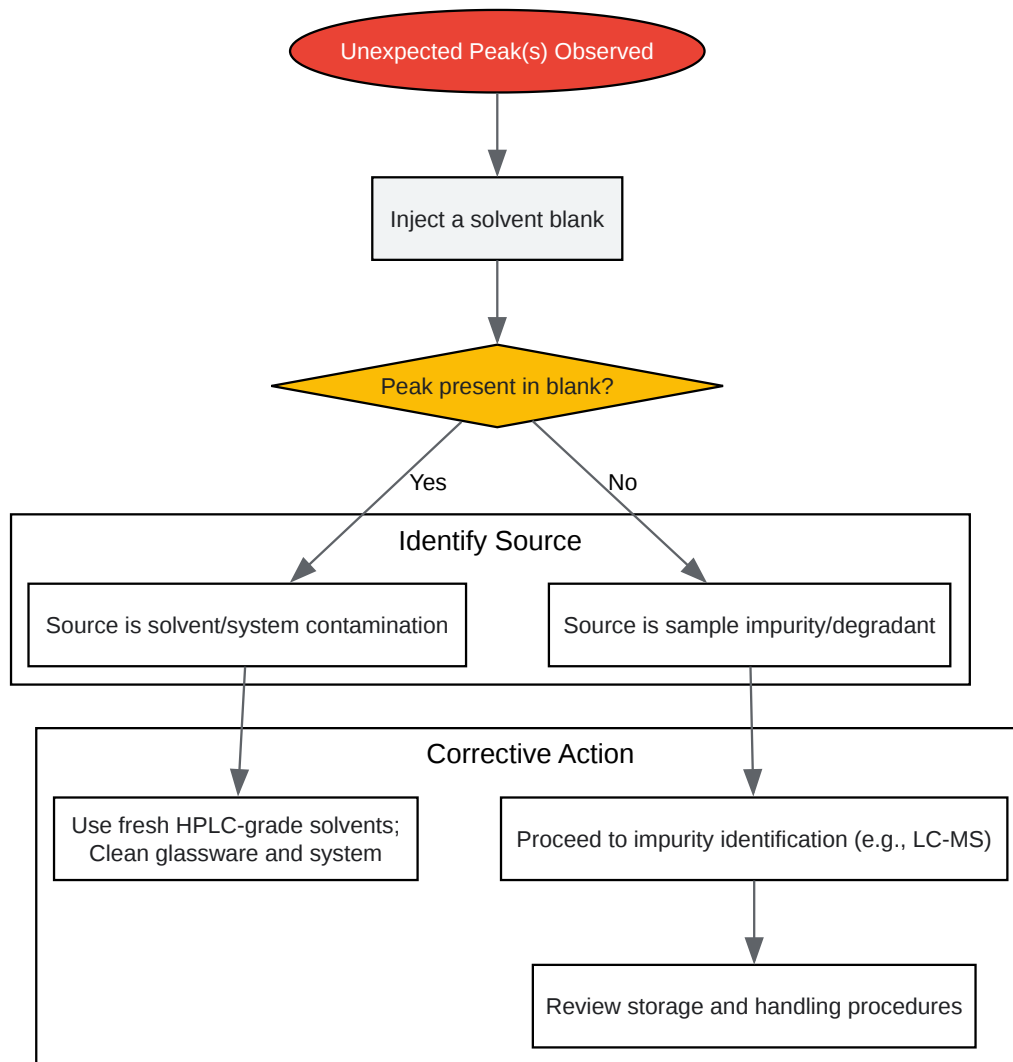 Unexpected Peak(s) Observed
Inject a solvent blank
Peak present in blank?
Yes
No
Identify Source
Source is solvent/system contamination
Source is sample impurity/degradant
Corrective Action
Use fresh HPLC-grade solvents;
Clean glassware and system
Proceed to impurity identification (e.g., LC-MS)
Review storage and handling procedures